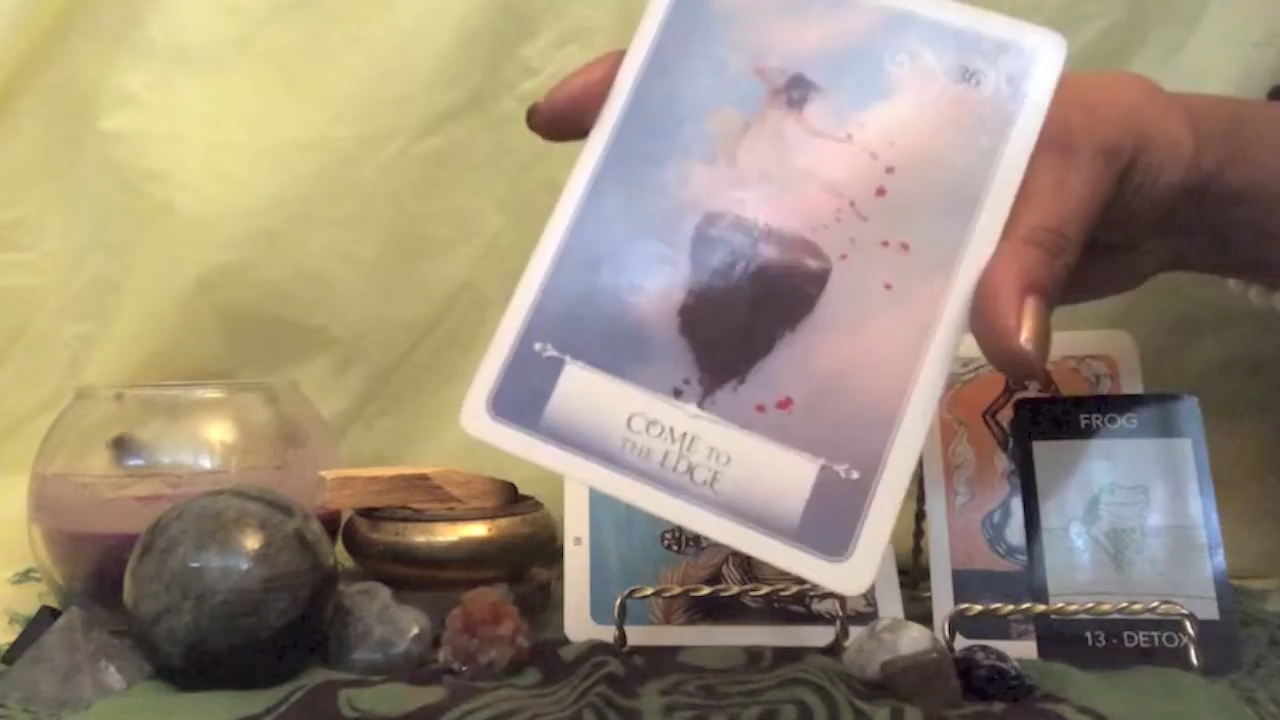 36
COME TO
THE EDGE
FROG
13 - DETOX